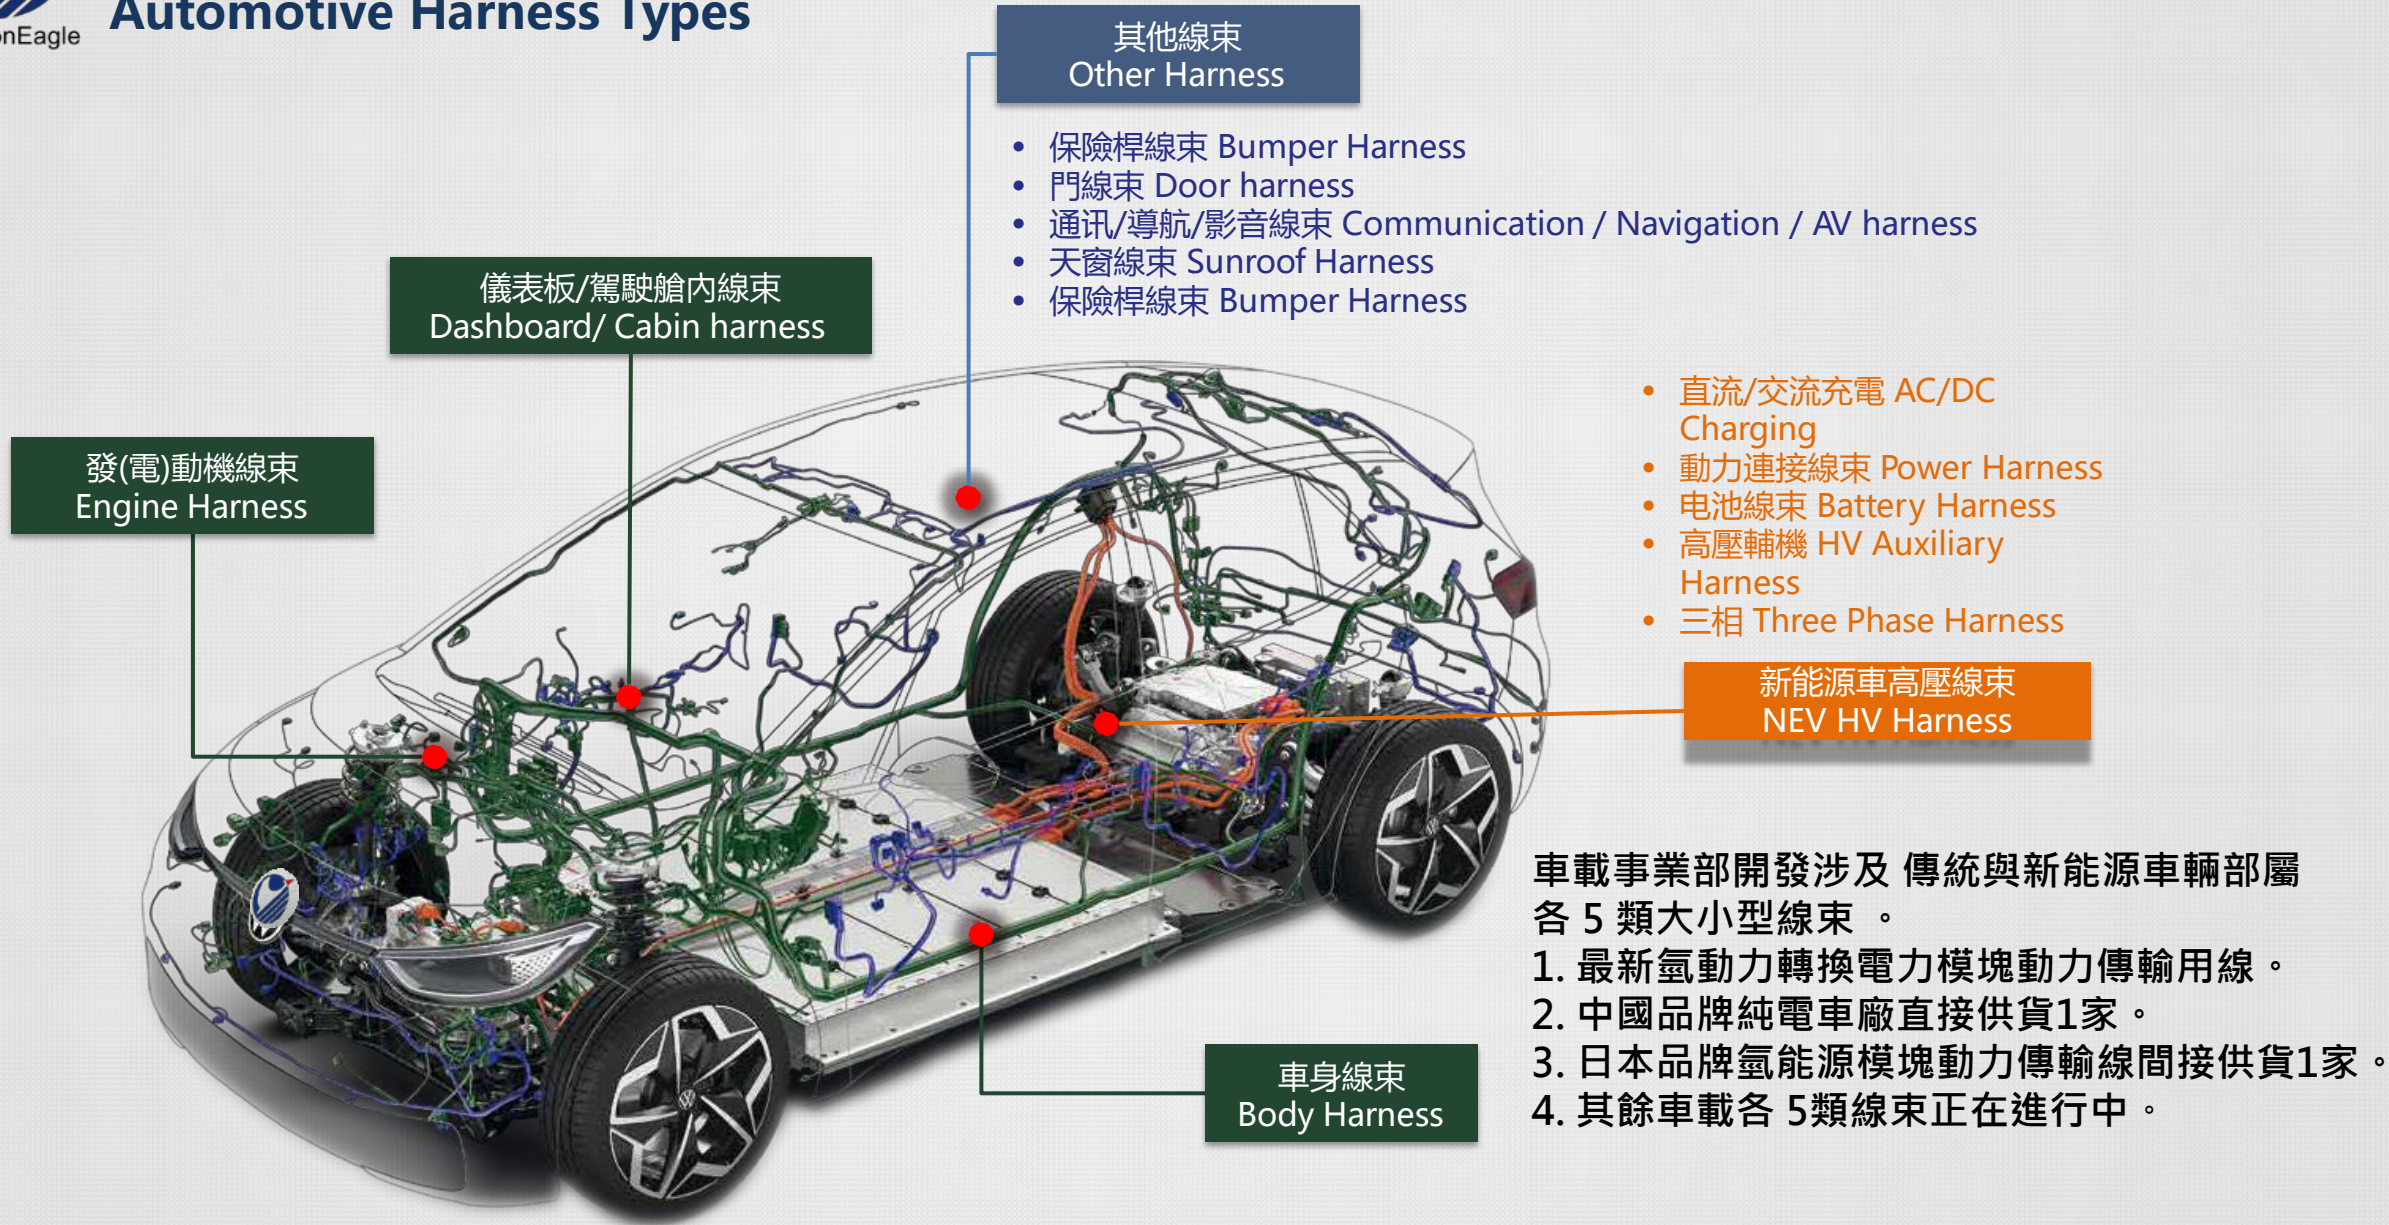 Automotive Harness Types
onEagle
其他線束
Other Harness
• 保險桿線束 Bumper Harness
• 門線束 Door harness
• 通讯/導航/影音線束 Communication / Navigation / AV harness
• 天窗線束 Sunroof Harness
• 保險桿線束 Bumper Harness
儀表板/駕駛艙內線束
Dashboard/ Cabin harness
發(電)動機線束
Engine Harness
• 直流/交流充電 AC/DC
Charging
• 動力連接線束 Power Harness
• 电池線束 Battery Harness
• 高壓輔機 HV Auxiliary
Harness
• 三相 Three Phase Harness
新能源車高壓線束
NEV HV Harness
車載事業部開發涉及 傳統與新能源車輛部屬
各 5 類大小型線束 。
1. 最新氫動力轉換電力模塊動力傳輸用線。
2. 中國品牌純電車廠直接供貨1家。
3. 日本品牌氫能源模塊動力傳輸線間接供貨1家。
4. 其餘車載各 5類線束正在進行中。
車身線束
Body Harness